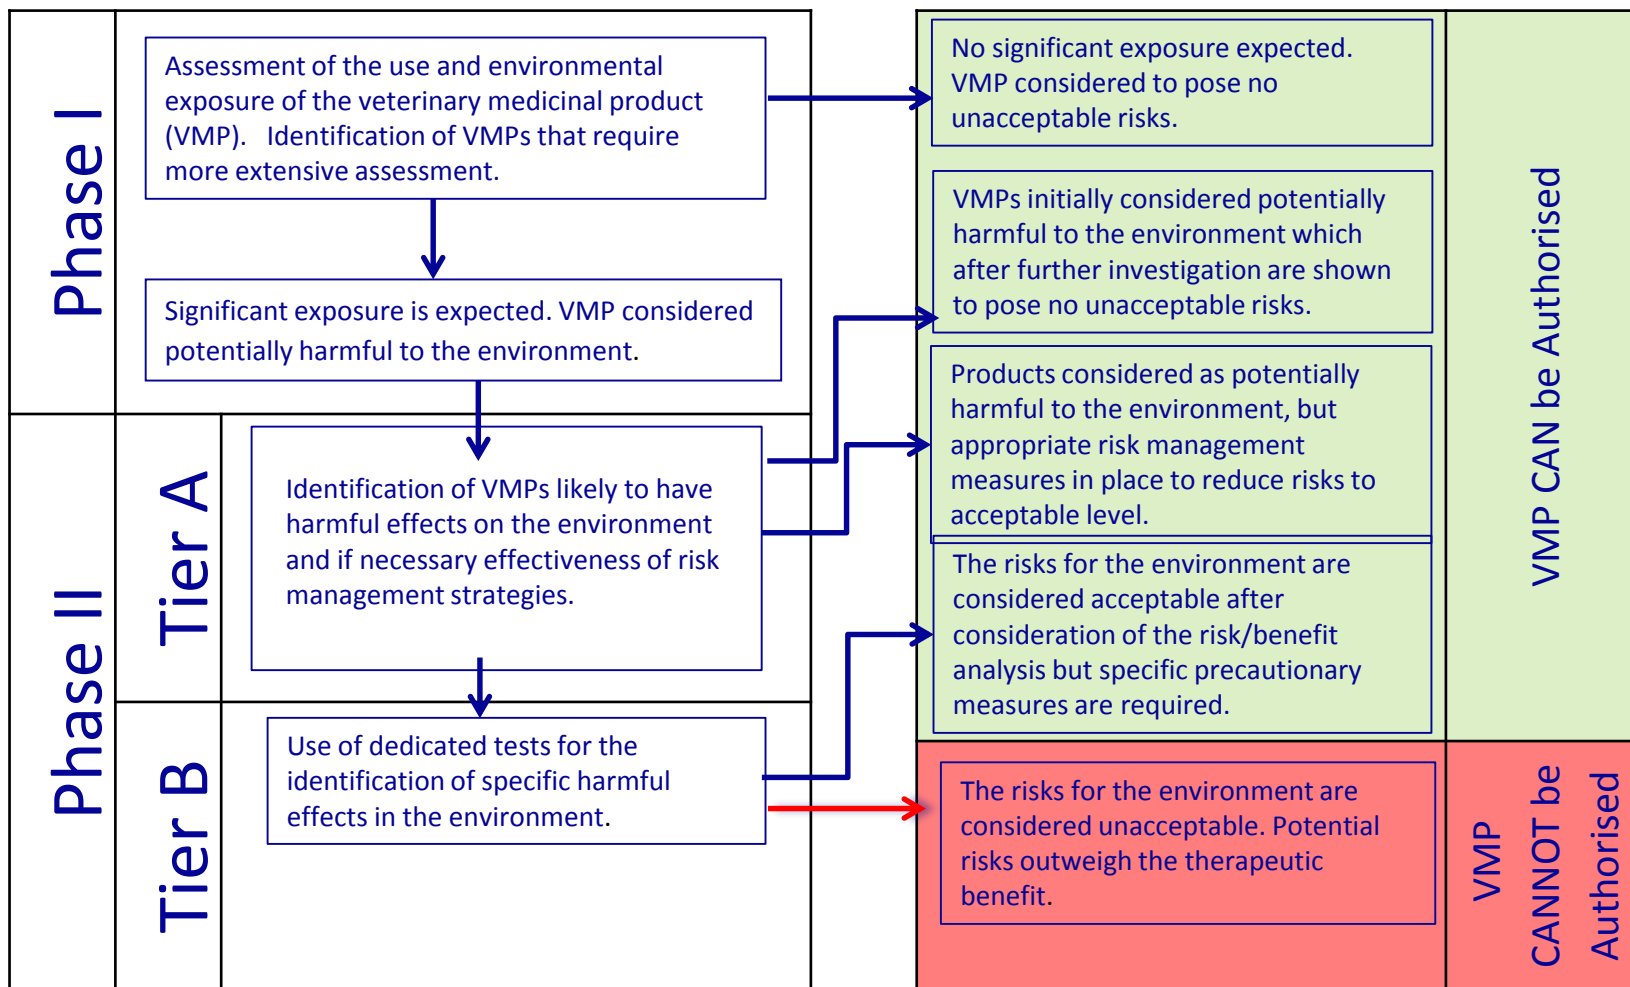 Phase I
Assessment of the use and environmental
exposure of the veterinary medicinal product
(VMP).   Identification of VMPs that require
more extensive assessment.
Significant exposure is expected. VMP considered
potentially harmful to the environment.
Phase II
Tier A
Identification of VMPs likely to have
harmful effects on the environment
and if necessary effectiveness of risk
management strategies.
Tier B
Use of dedicated tests for the
identification of specific harmful
effects in the environment.
No significant exposure expected.
VMP considered to pose no
unacceptable risks.
VMPs initially considered potentially
harmful to the environment which
after further investigation are shown
to pose no unacceptable risks.
Products considered as potentially
harmful to the environment, but
appropriate risk management
measures in place to reduce risks to
acceptable level.
The risks for the environment are
considered acceptable after
consideration of the risk/benefit
analysis but specific precautionary
measures are required.
VMP CAN be Authorised
The risks for the environment are
considered unacceptable. Potential
risks outweigh the therapeutic
benefit.
VMP
CANNOT be
Authorised